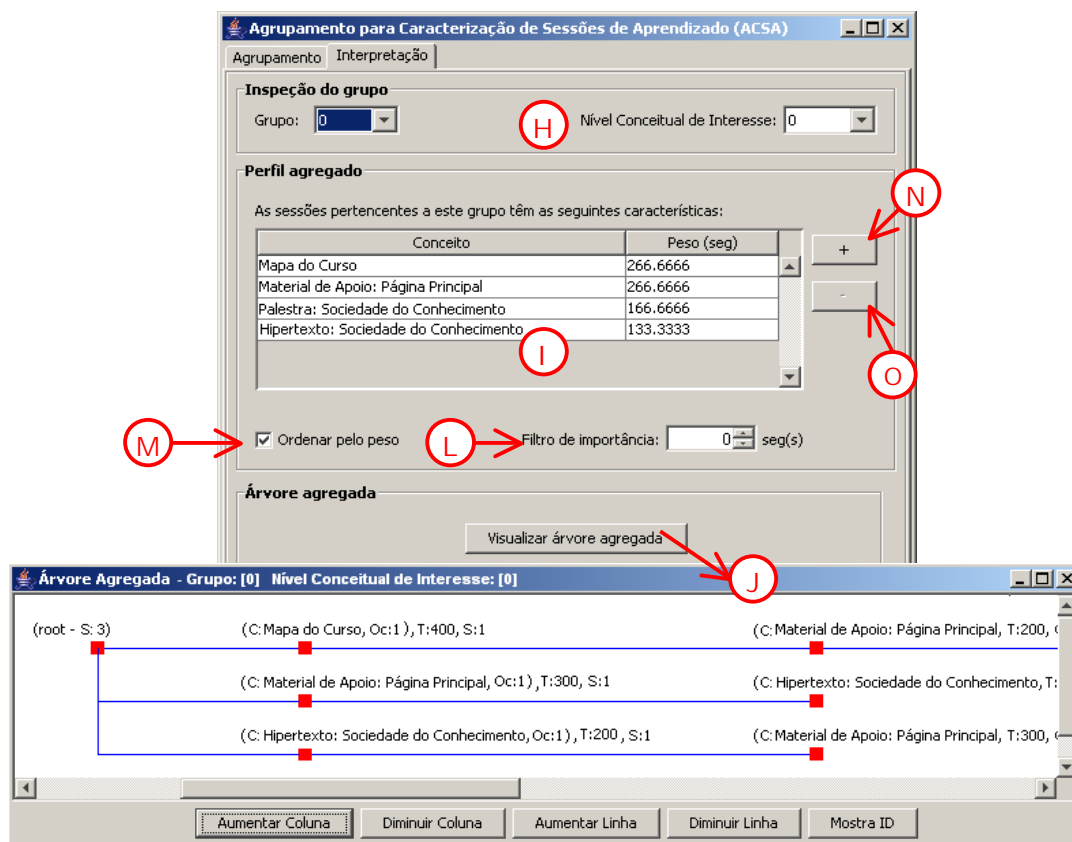 Agrupamento para Caracterização de Sessões de Aprendizado (ACSA)
Agrupamento Interpretação
Inspeção do grupo
Grupo: 0 H Nível Conceitual de Interesse: 0
Perfil agregado
N
As sessões pertencentes a este grupo têm as seguintes características:
Conceito Peso (seg)
+
Mapa do Curso 266.6666
Material de Apoio: Página Principal 266.6666
-
Palestra: Sociedade do Conhecimento 166.6666
Hipertexto: Sociedade do Conhecimento 133.3333
I
O
M Ordenar pelo peso L Filtro de importância: 0 seg(s)
Árvore agregada
Visualizar árvore agregada
J
Árvore Agregada - Grupo: [0] Nível Conceitual de Interesse: [0]
(root - S: 3) (C: Mapa do Curso, Oc:1 ), T:400, S:1 (C: Material de Apoio: Página Principal, T:200,
(C: Material de Apoio: Página Principal, Oc:1) ,T:300, S:1 (C: Hipertexto: Sociedade do Conhecimento, T:
(C: Hipertexto: Sociedade do Conhecimento, Oc:1) , T:200 , S:1 (C: Material de Apoio: Página Principal, T:300,
Aumentar Coluna Diminuir Coluna Aumentar Linha Diminuir Linha Mostra ID